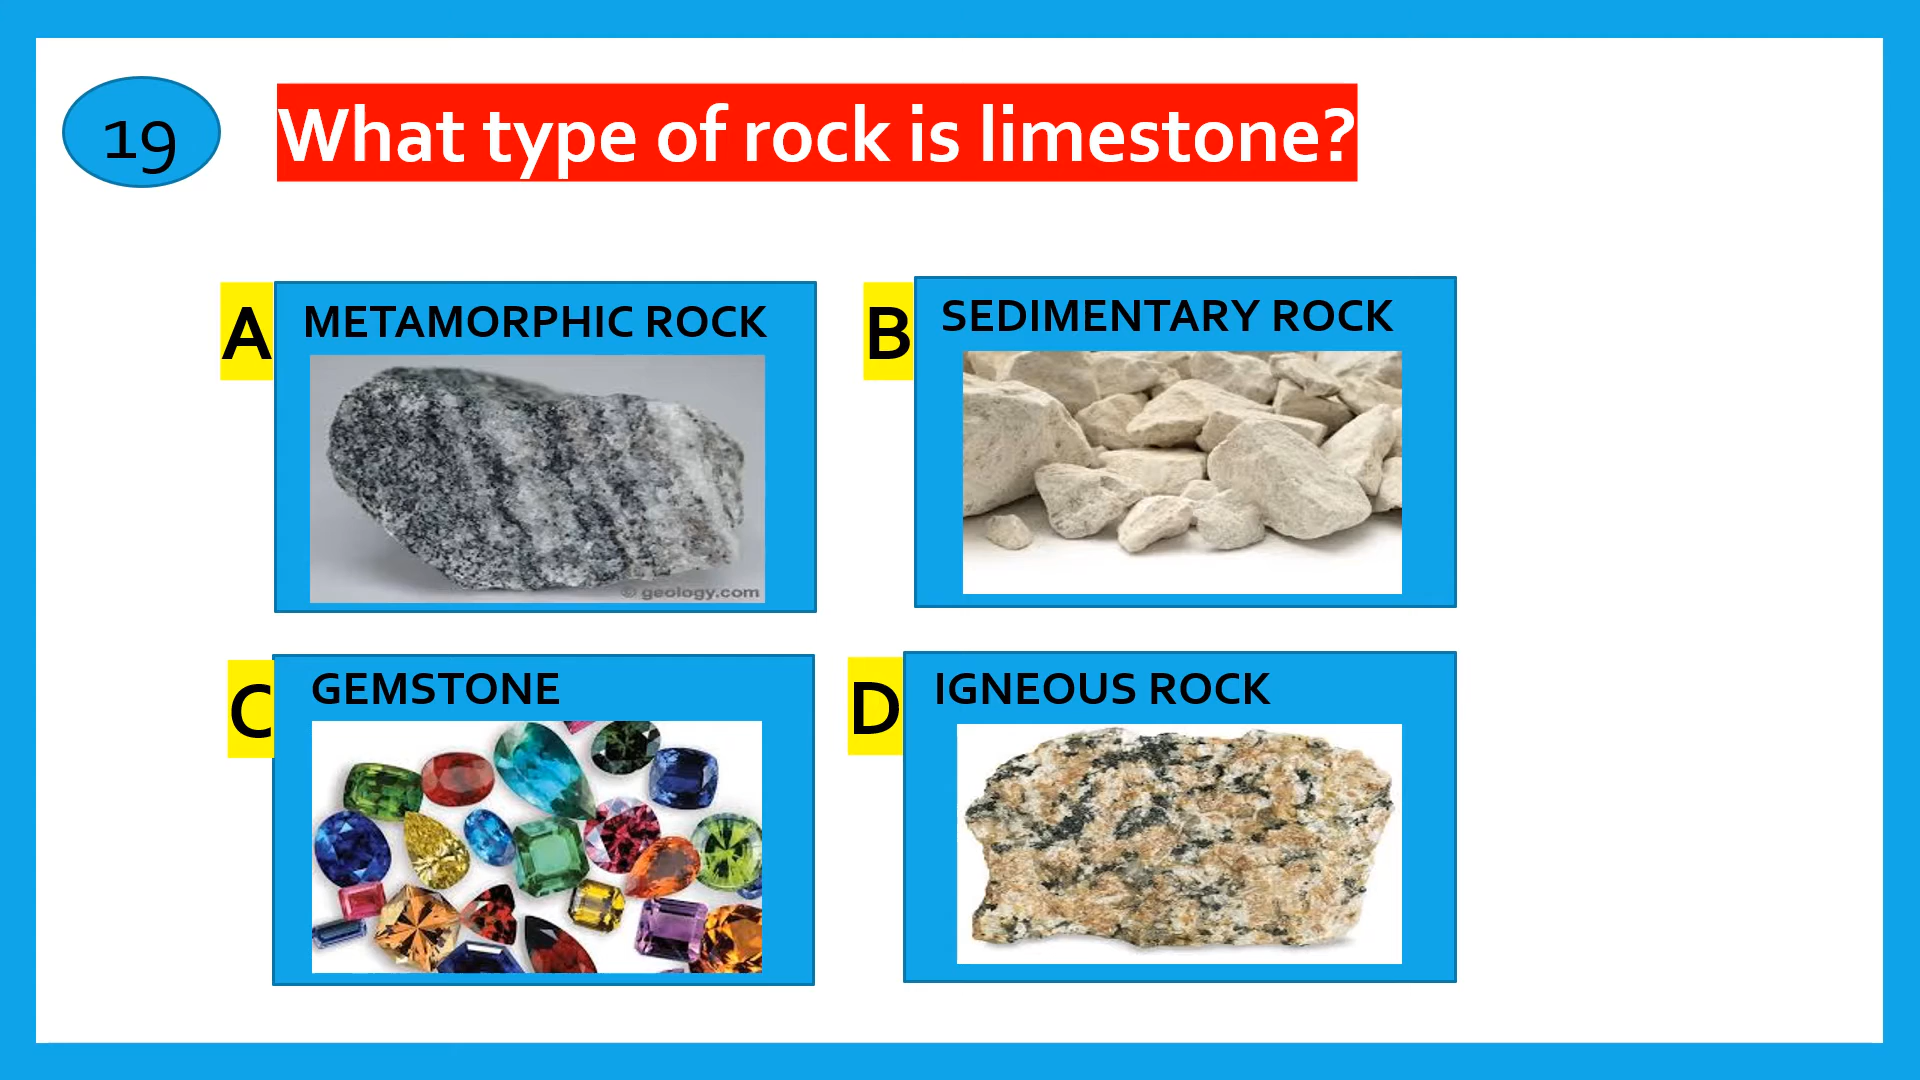 19
What type of rock is limestone?
A
METAMORPHIC ROCK
© geology.com
B
SEDIMENTARY ROCK
C
GEMSTONE
D
IGNEOUS ROCK